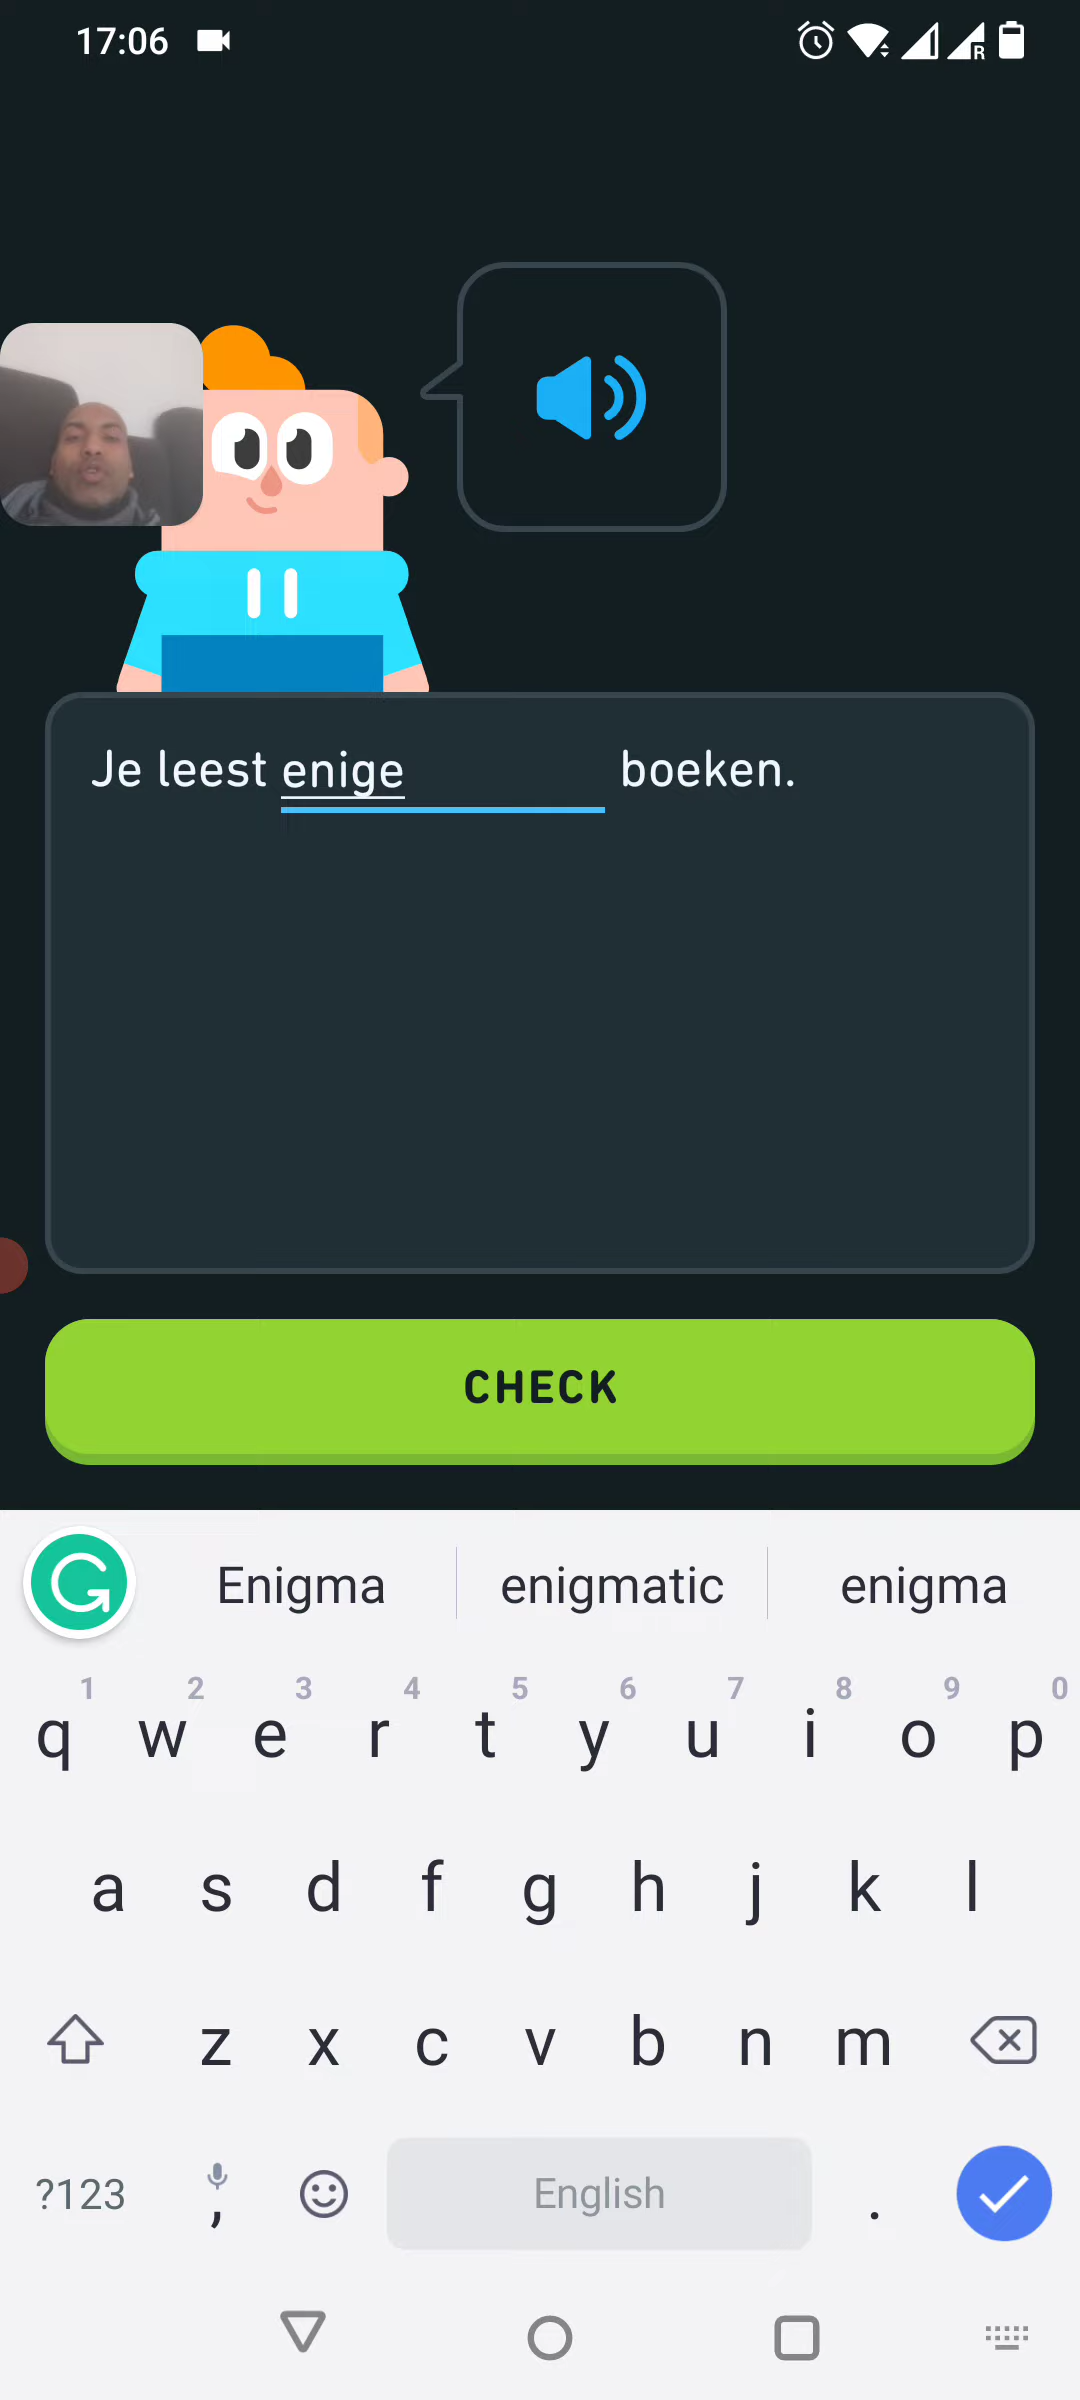 17:06
R
Je leest enige boeken.
CHECK
Enigma enigmatic enigma
1 2 3 4 5 6 7 8 9 0
q w e r t y u i o p
a s d f g h j k l
z x c v b n m
?123 , English .